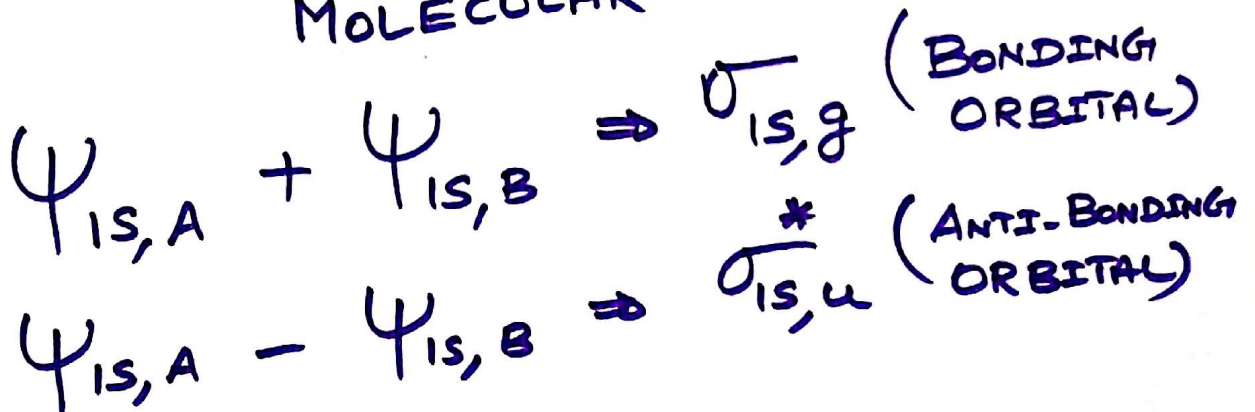 MOLECULAR
ψ1S,A + ψ1S,B ⇒ σ1S,g (BONDING ORBITAL)
ψ1S,A − ψ1S,B ⇒ σ*1S,u (ANTI-BONDING ORBITAL)